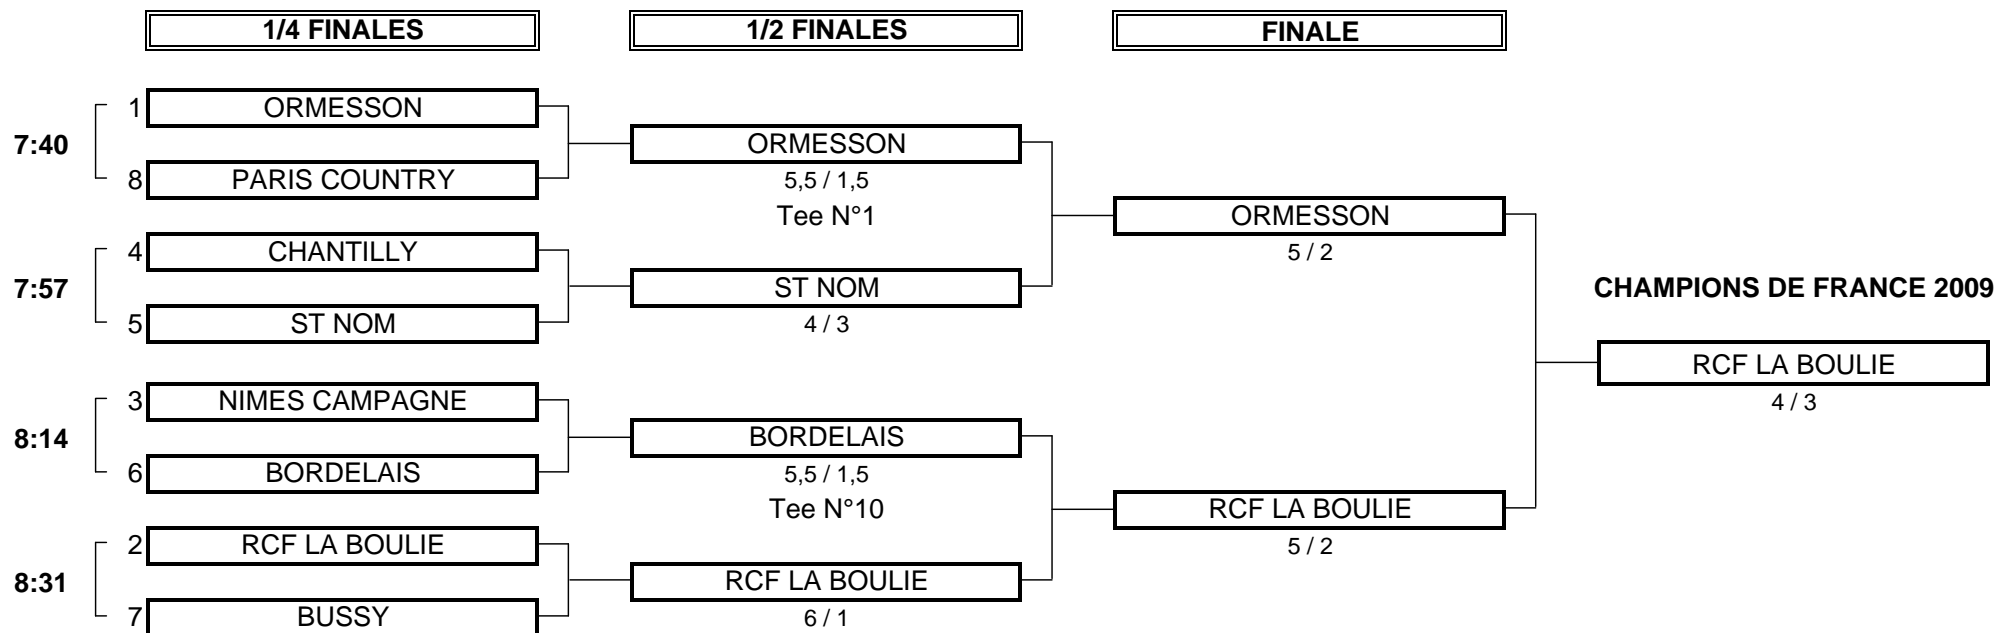 1/4 FINALES
1/2 FINALES
FINALE
1 ORMESSON
7:40
8 PARIS COUNTRY
ORMESSON
5,5 / 1,5
Tee N°1
4 CHANTILLY
7:57
5 ST NOM
ST NOM
4 / 3
ORMESSON
5 / 2
3 NIMES CAMPAGNE
8:14
6 BORDELAIS
BORDELAIS
5,5 / 1,5
Tee N°10
2 RCF LA BOULIE
8:31
7 BUSSY
RCF LA BOULIE
6 / 1
RCF LA BOULIE
5 / 2
CHAMPIONS DE FRANCE 2009
RCF LA BOULIE
4 / 3